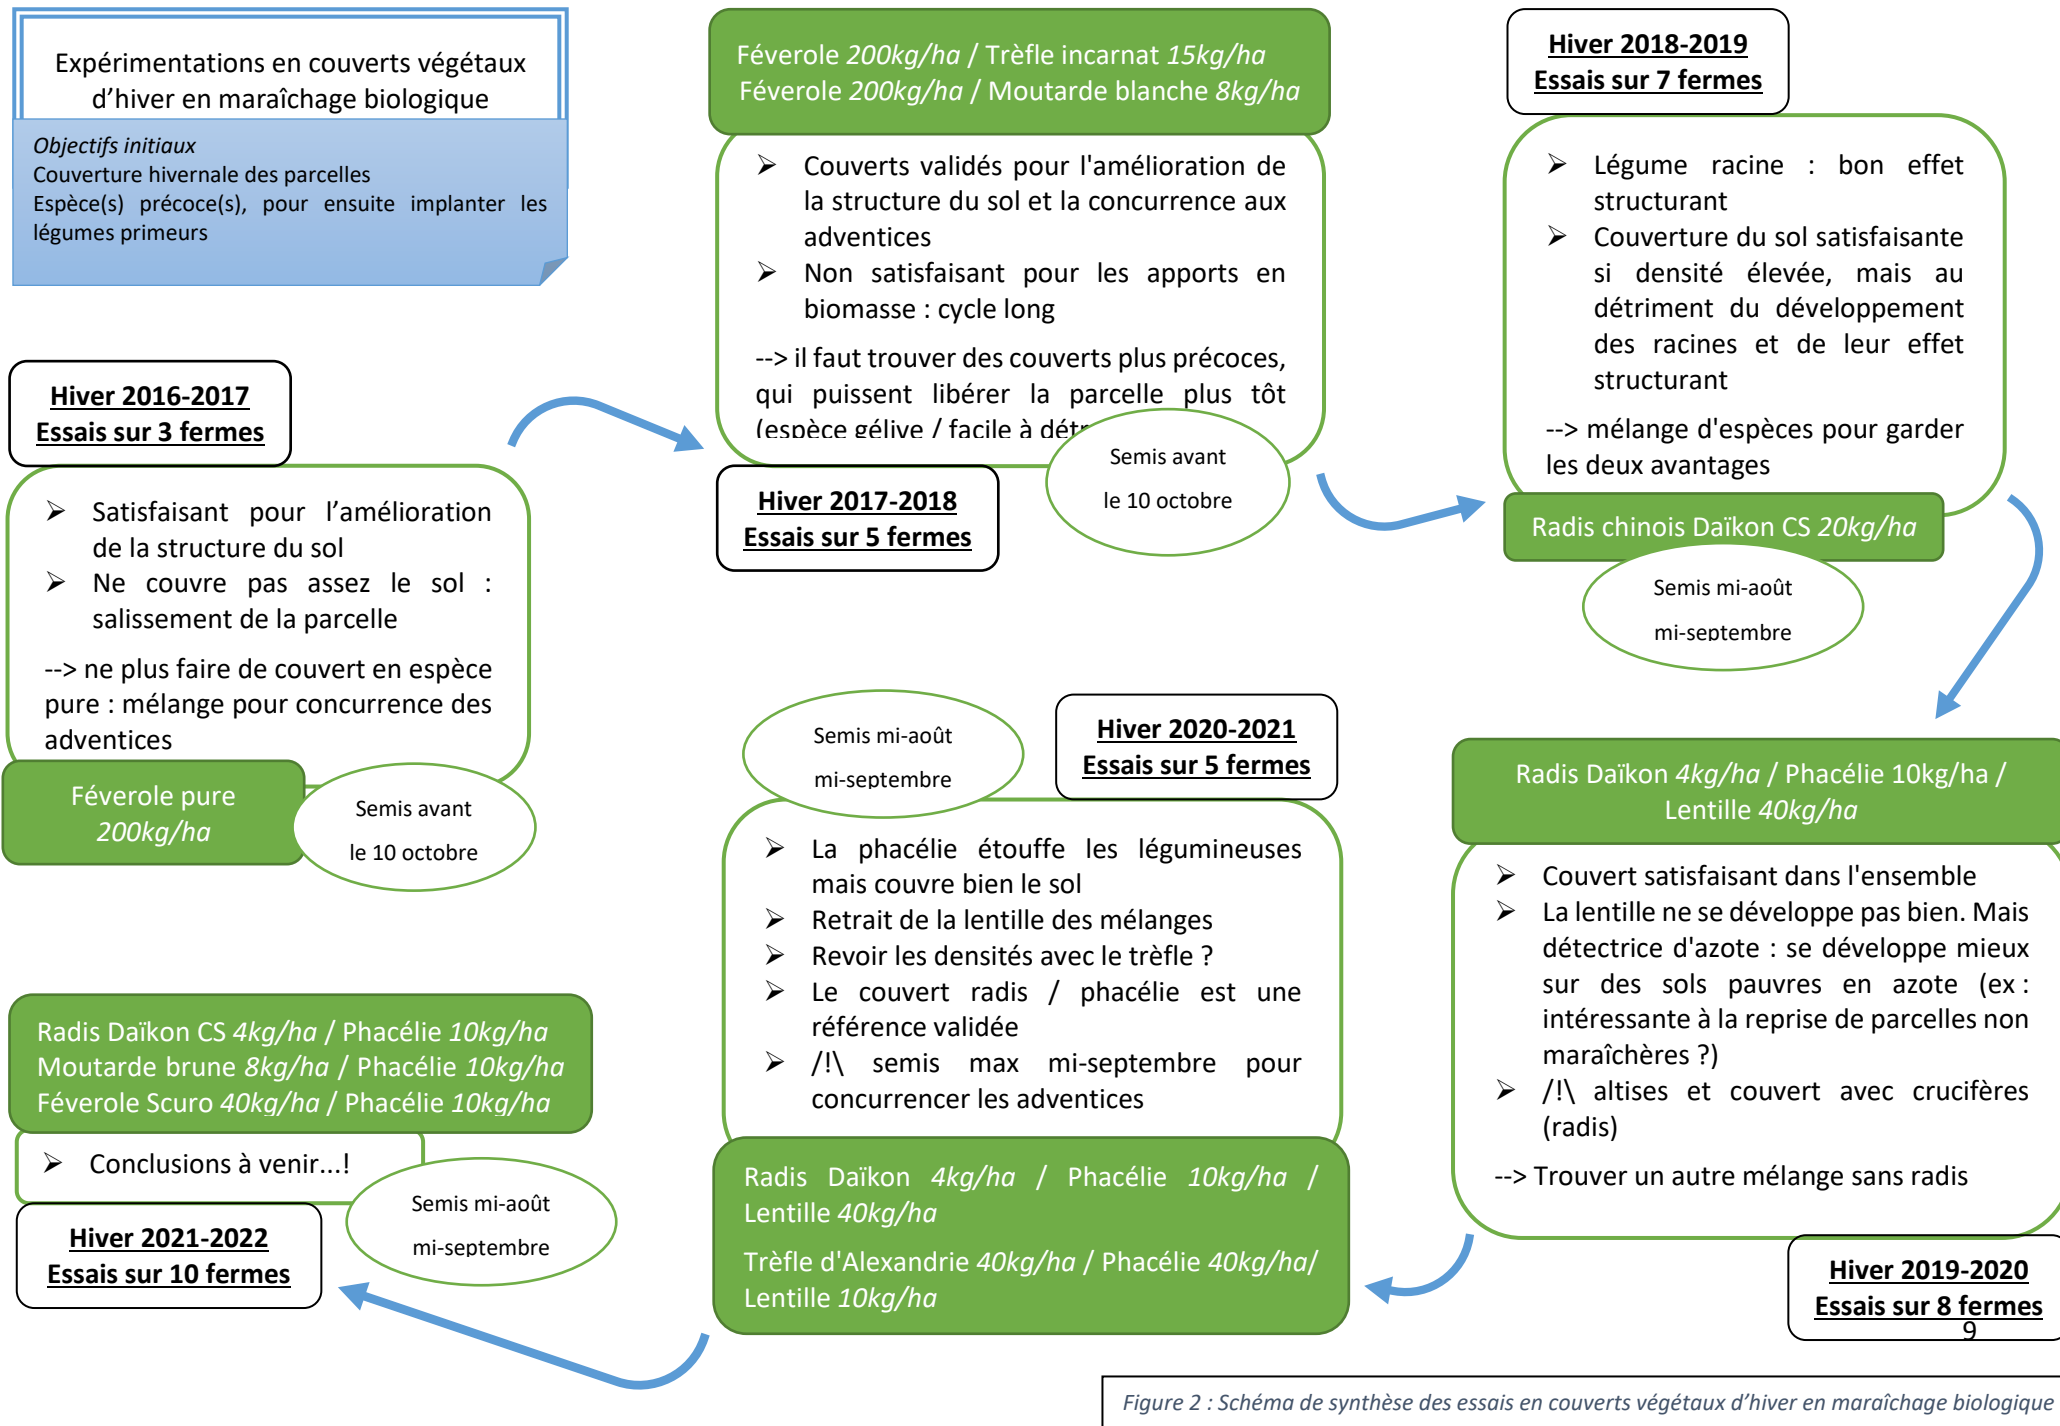 Expérimentations en couverts végétaux
d’hiver en maraîchage biologique
Objectifs initiaux
Couverture hivernale des parcelles
Espèce(s) précoce(s), pour ensuite implanter les
légumes primeurs
Hiver 2016-2017
Essais sur 3 fermes
➢ Satisfaisant pour l’amélioration
de la structure du sol
➢ Ne couvre pas assez le sol :
salissement de la parcelle
--> ne plus faire de couvert en espèce
pure : mélange pour concurrence des
adventices
Féverole pure
200kg/ha
Semis avant
le 10 octobre
Féverole 200kg/ha / Trèfle incarnat 15kg/ha
Féverole 200kg/ha / Moutarde blanche 8kg/ha
➢ Couverts validés pour l'amélioration de
la structure du sol et la concurrence aux
adventices
➢ Non satisfaisant pour les apports en
biomasse : cycle long
--> il faut trouver des couverts plus précoces,
qui puissent libérer la parcelle plus tôt
(espèce gélive / facile à
Hiver 2017-2018
Essais sur 5 fermes
Semis avant
le 10 octobre
Hiver 2018-2019
Essais sur 7 fermes
➢ Légume racine : bon effet
structurant
➢ Couverture du sol satisfaisante
si densité élevée, mais au
détriment du développement
des racines et de leur effet
structurant
--> mélange d'espèces pour garder
les deux avantages
Radis chinois Daïkon CS 20kg/ha
Semis mi-août
mi-septembre
Radis Daïkon 4kg/ha / Phacélie 10kg/ha /
Lentille 40kg/ha
➢ Couvert satisfaisant dans l'ensemble
➢ La lentille ne se développe pas bien. Mais
détectrice d'azote : se développe mieux
sur des sols pauvres en azote (ex :
intéressante à la reprise de parcelles non
maraîchères ?)
➢ /!\ altises et couvert avec crucifères
(radis)
--> Trouver un autre mélange sans radis
Hiver 2019-2020
Essais sur 8 fermes
9
Semis mi-août
mi-septembre
Hiver 2020-2021
Essais sur 5 fermes
➢ La phacélie étouffe les légumineuses
mais couvre bien le sol
➢ Retrait de la lentille des mélanges
➢ Revoir les densités avec le trèfle ?
➢ Le couvert radis / phacélie est une
référence validée
➢ /!\ semis max mi-septembre pour
concurrencer les adventices
Radis Daïkon 4kg/ha / Phacélie 10kg/ha /
Lentille 40kg/ha
Trèfle d'Alexandrie 40kg/ha / Phacélie 40kg/ha/
Lentille 10kg/ha
Radis Daïkon CS 4kg/ha / Phacélie 10kg/ha
Moutarde brune 8kg/ha / Phacélie 10kg/ha
Féverole Scuro 40kg/ha / Phacélie 10kg/ha
➢ Conclusions à venir...!
Semis mi-août
mi-septembre
Hiver 2021-2022
Essais sur 10 fermes
Figure 2 : Schéma de synthèse des essais en couverts végétaux d’hiver en maraîchage biologique